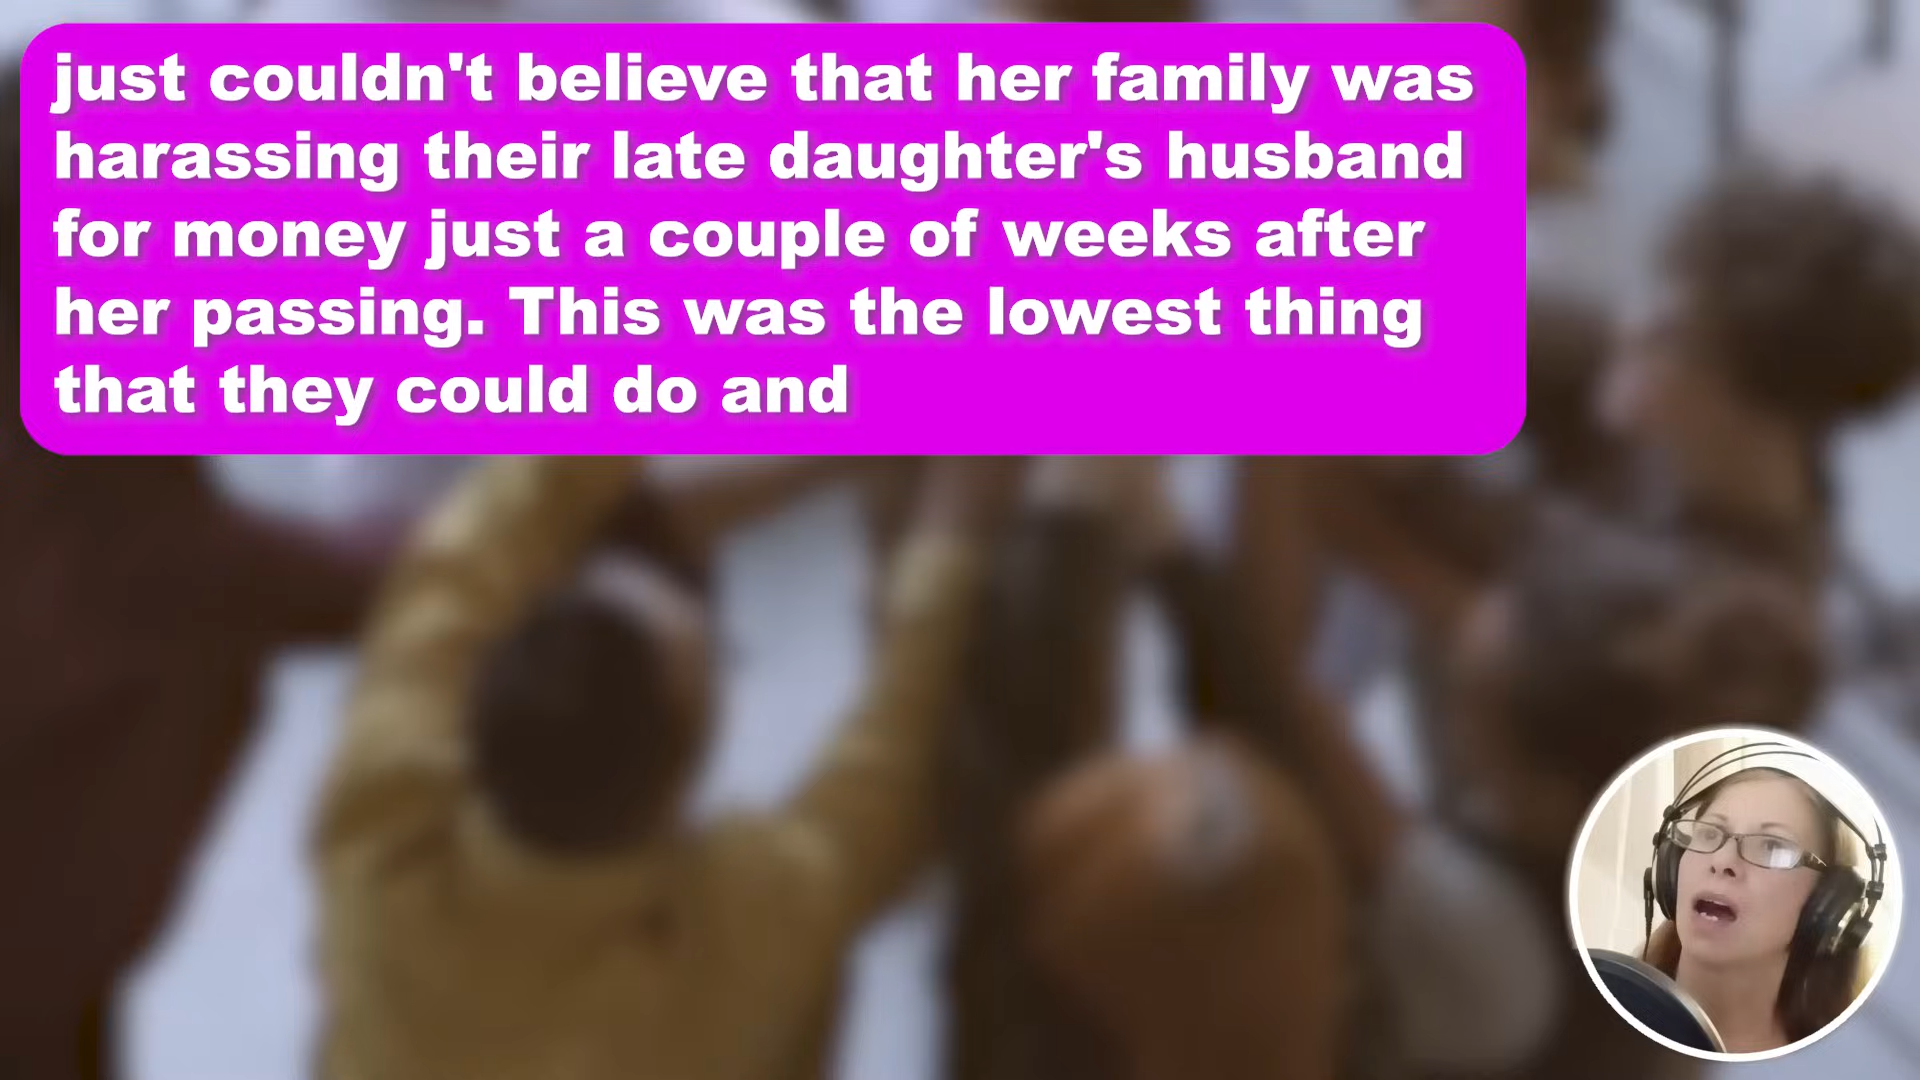 just couldn't believe that her family was
harassing their late daughter's husband
for money just a couple of weeks after
her passing. This was the lowest thing
that they could do and